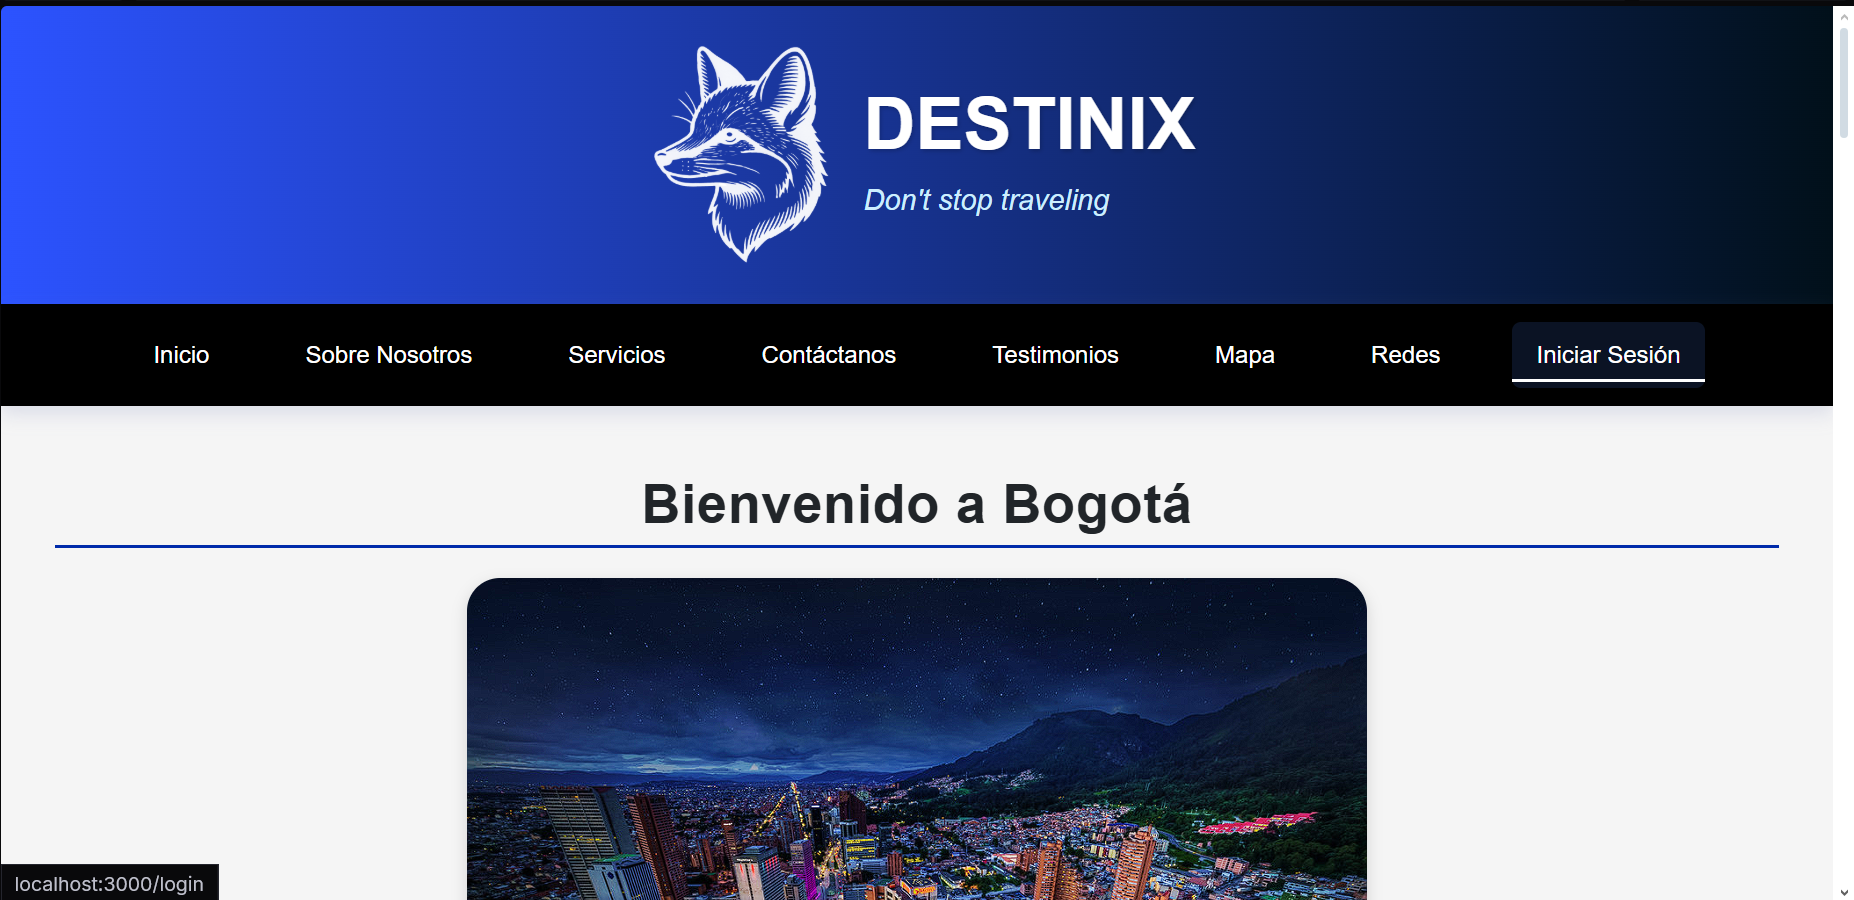 DESTINIX
Don't stop traveling
Inicio Sobre Nosotros Servicios Contáctanos Testimonios Mapa Redes Iniciar Sesión
Bienvenido a Bogotá
localhost:3000/login